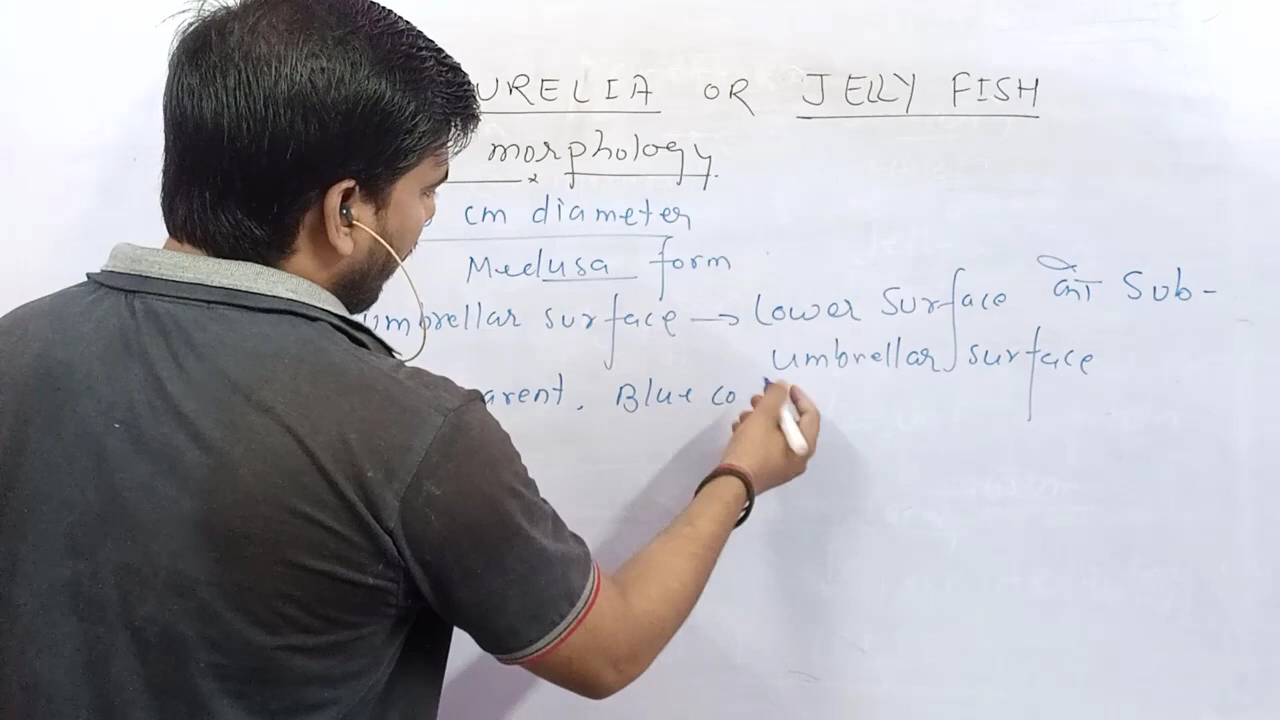 URELIA OR JELLY FISH
morphology.
cm diameter
Medusa form
umbrellar surface → Lower Surface को Sub-
umbrellar surface
arent, Blue co